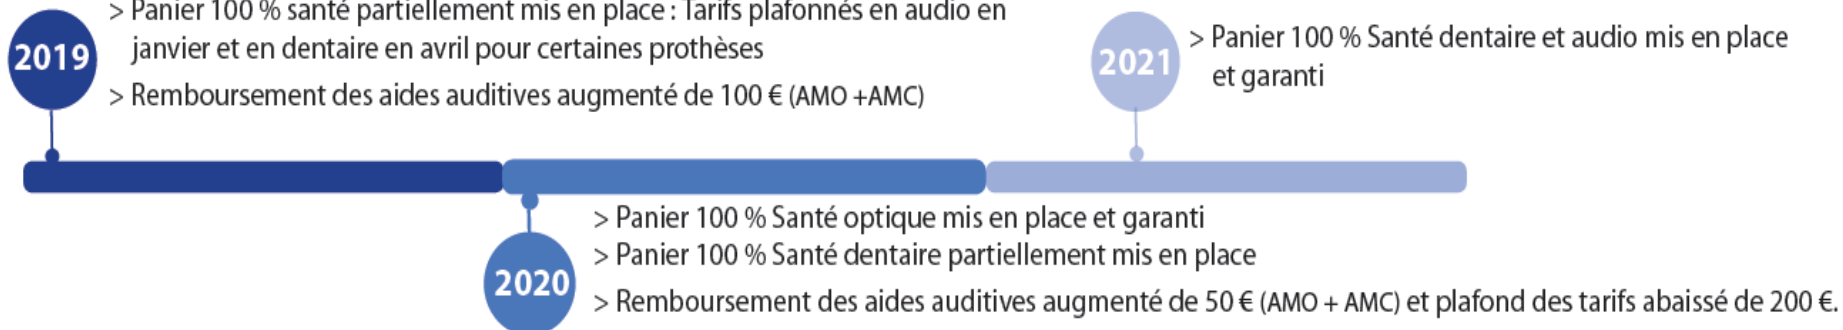 2019
> Panier 100 % santé partiellement mis en place : Tarifs plafonnés en audio en
janvier et en dentaire en avril pour certaines prothèses
> Remboursement des aides auditives augmenté de 100 € (AMO +AMC)
2021
> Panier 100 % Santé dentaire et audio mis en place
et garanti
2020
> Panier 100 % Santé optique mis en place et garanti
> Panier 100 % Santé dentaire partiellement mis en place
> Remboursement des aides auditives augmenté de 50 € (AMO + AMC) et plafond des tarifs abaissé de 200 €.